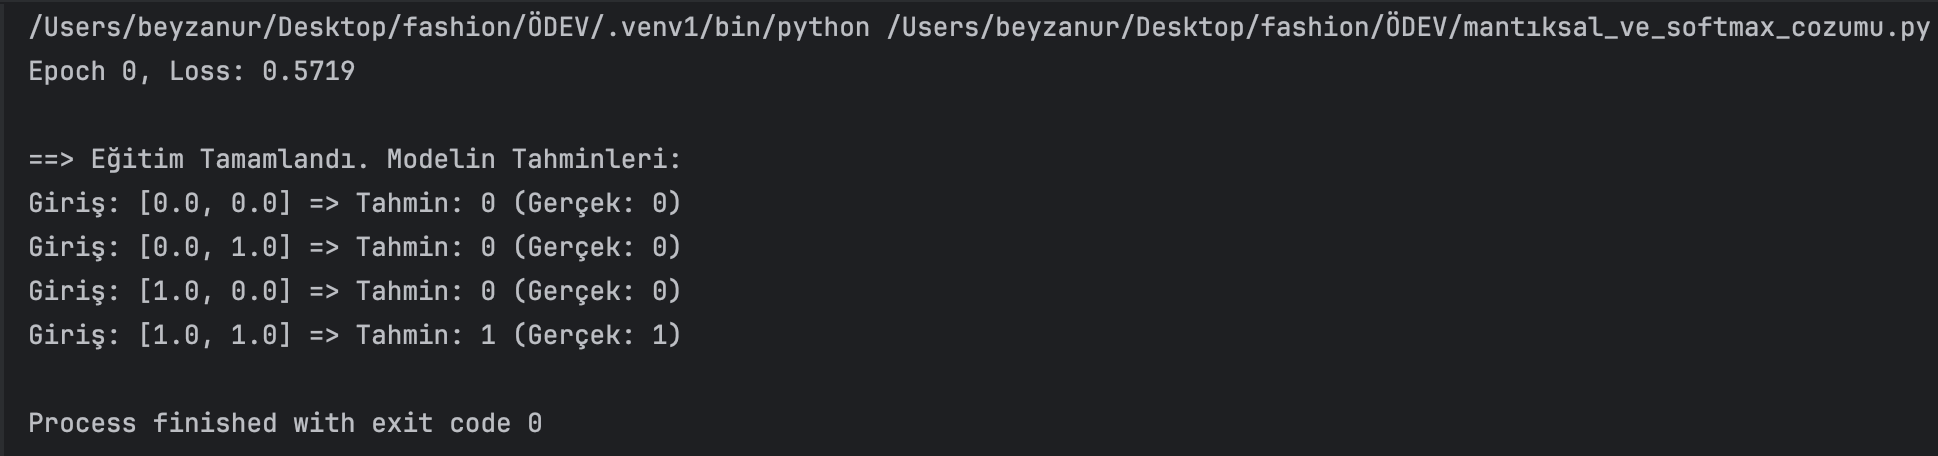 /Users/beyzanur/Desktop/fashion/ÖDEV/.venv1/bin/python /Users/beyzanur/Desktop/fashion/ÖDEV/mantıksal_ve_softmax_cozumu.py
Epoch 0, Loss: 0.5719
==> Eğitim Tamamlandı. Modelin Tahminleri:
Giriş: [0.0, 0.0] => Tahmin: 0 (Gerçek: 0)
Giriş: [0.0, 1.0] => Tahmin: 0 (Gerçek: 0)
Giriş: [1.0, 0.0] => Tahmin: 0 (Gerçek: 0)
Giriş: [1.0, 1.0] => Tahmin: 1 (Gerçek: 1)
Process finished with exit code 0